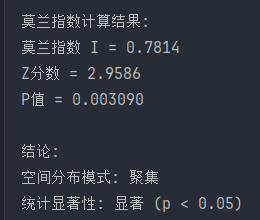 莫兰指数计算结果:
莫兰指数 I = 0.7814
Z分数 = 2.9586
P值 = 0.003090
结论:
空间分布模式: 聚集
统计显著性: 显著 (p < 0.05)